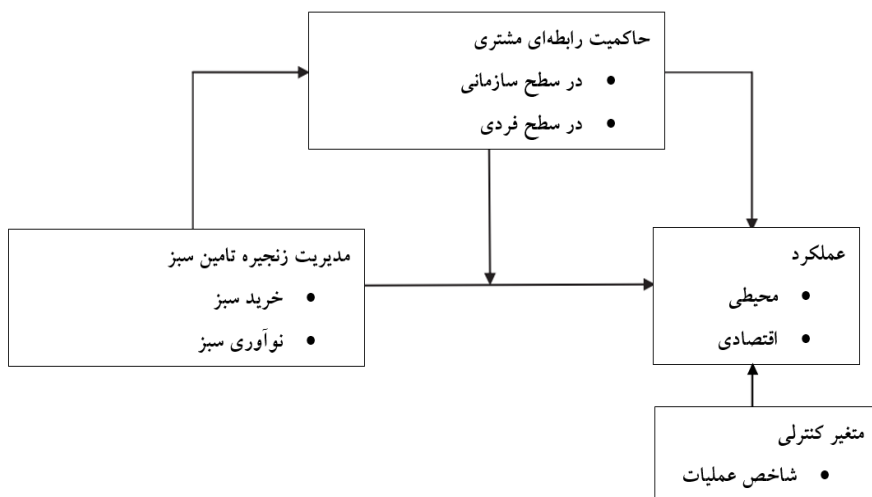 حاکمیت رابطه‌ای مشتری
• در سطح سازمانی
• در سطح فردی
مدیریت زنجیره تامین سبز
• خرید سبز
• نوآوری سبز
عملکرد
• محیطی
• اقتصادی
متغیر کنترلی
• شاخص عملیات